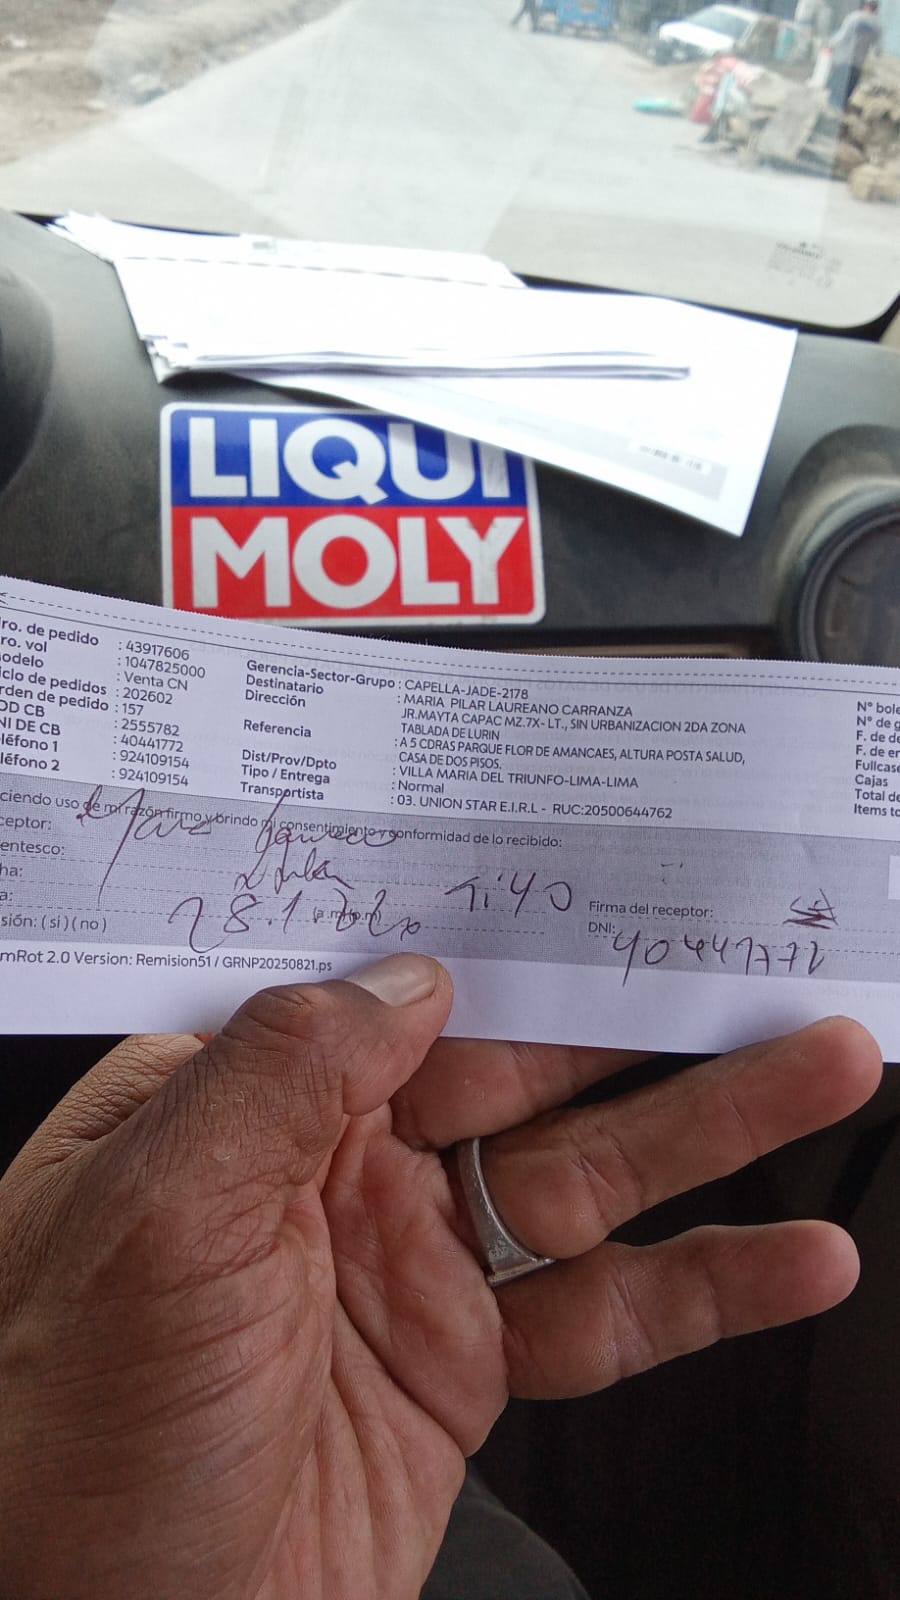 LIQUI
MOLY
ro. de pedido : 43917606
ro. vol : 1047825000
odelo : Venta CN
iclo de pedidos : 202602
rden de pedido : 157
OD CB : 2555782
NI DE CB : 40441772
léfono 1 : 924109154
léfono 2 : 924109154
Gerencia-Sector-Grupo : CAPELLA-JADE-2178
Destinatario : MARIA PILAR LAUREANO CARRANZA
Dirección : JR.MAYTA CAPAC MZ.7X- LT., SIN URBANIZACION 2DA ZONA
TABLADA DE LURIN
Referencia : A 5 CDRAS PARQUE FLOR DE AMANCAES, ALTURA POSTA SALUD,
CASA DE DOS PISOS.
Dist/Prov/Dpto : VILLA MARIA DEL TRIUNFO-LIMA-LIMA
Tipo / Entrega : Normal
Transportista : 03. UNION STAR E.I.R.L - RUC:20500644762
N° bole
N° de g
F. de de
F. de en
Fullcase
Cajas
Total de
Items to
ciendo uso de mi razón firmo y brindo mi consentimiento y conformidad de lo recibido:
ceptor:
entesco:
ha: 28.1
a: (a.m/p.m) 1:40
sión: ( si ) ( no )
Firma del receptor:
DNI: 40441772
mRot 2.0 Version: Remision51 / GRNP20250821.ps